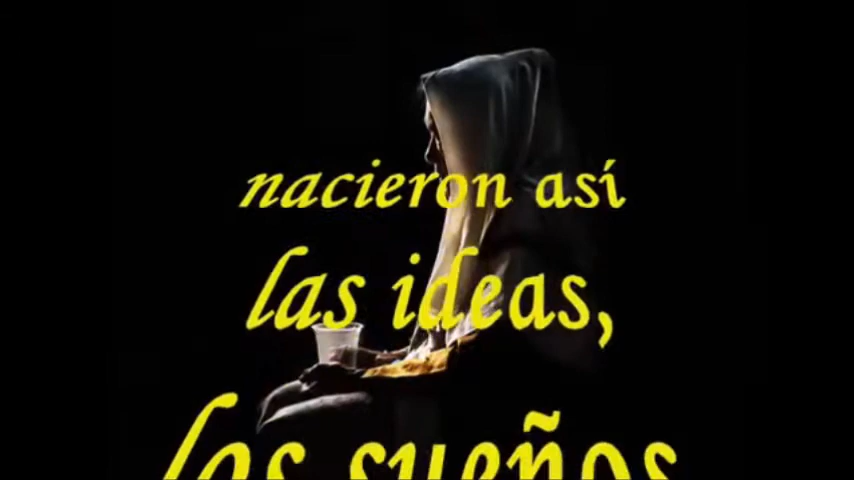 nacieron así
las ideas,
los sueños